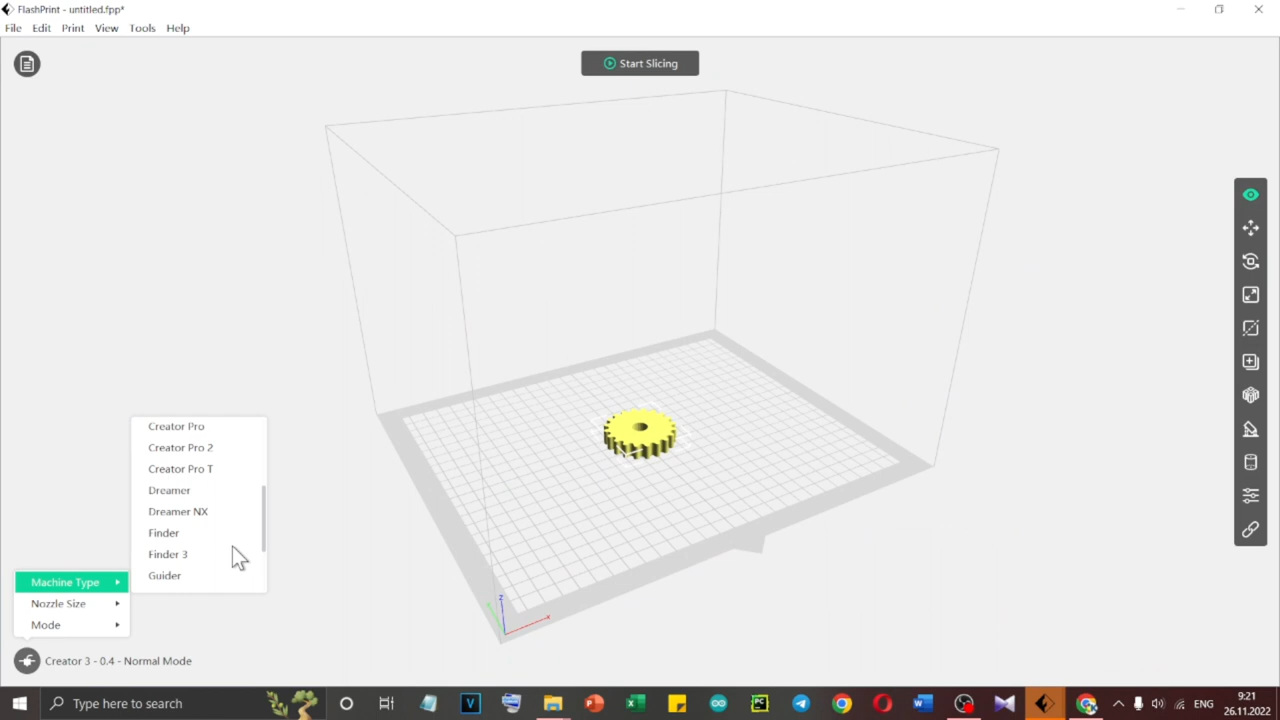 FlashPrint - untitled.fpp*
File Edit Print View Tools Help
Start Slicing
Creator Pro
Creator Pro 2
Creator Pro T
Dreamer
Dreamer NX
Finder
Finder 3
Guider
Machine Type
Nozzle Size
Mode
Creator 3 - 0.4 - Normal Mode
z
x
Type here to search
V
PC
ENG
9:21
26.11.2022